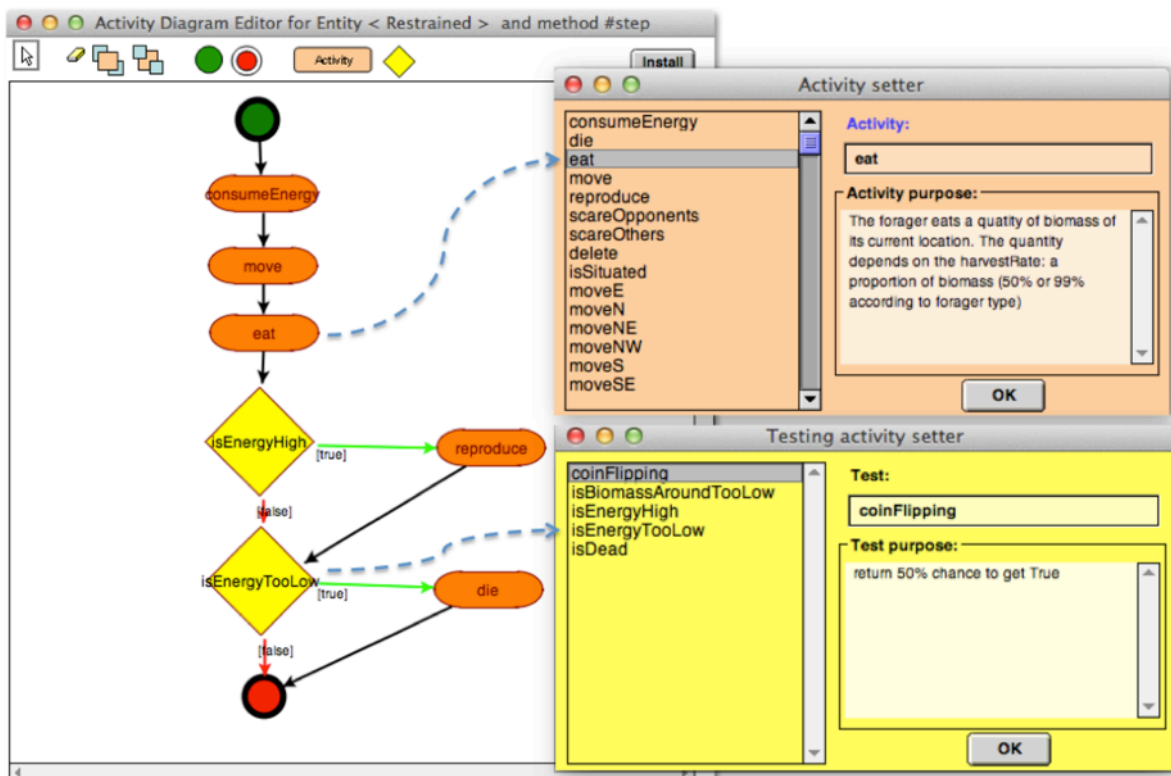 Activity Diagram Editor for Entity < Restrained > and method #step
Activity
Install
consumeEnergy
move
eat
isEnergyHigh
[true]
reproduce
[false]
isEnergyTooLow
[true]
die
[false]
Activity setter
consumeEnergy
die
eat
move
reproduce
scareOpponents
scareOthers
delete
isSituated
moveE
moveN
moveNE
moveNW
moveS
moveSE
Activity:
eat
Activity purpose:
The forager eats a quatity of biomass of
its current location. The quantity
depends on the harvestRate: a
proportion of biomass (50% or 99%
according to forager type)
OK
Testing activity setter
coinFlipping
isBiomassAroundTooLow
isEnergyHigh
isEnergyTooLow
isDead
Test:
coinFlipping
Test purpose:
return 50% chance to get True
OK